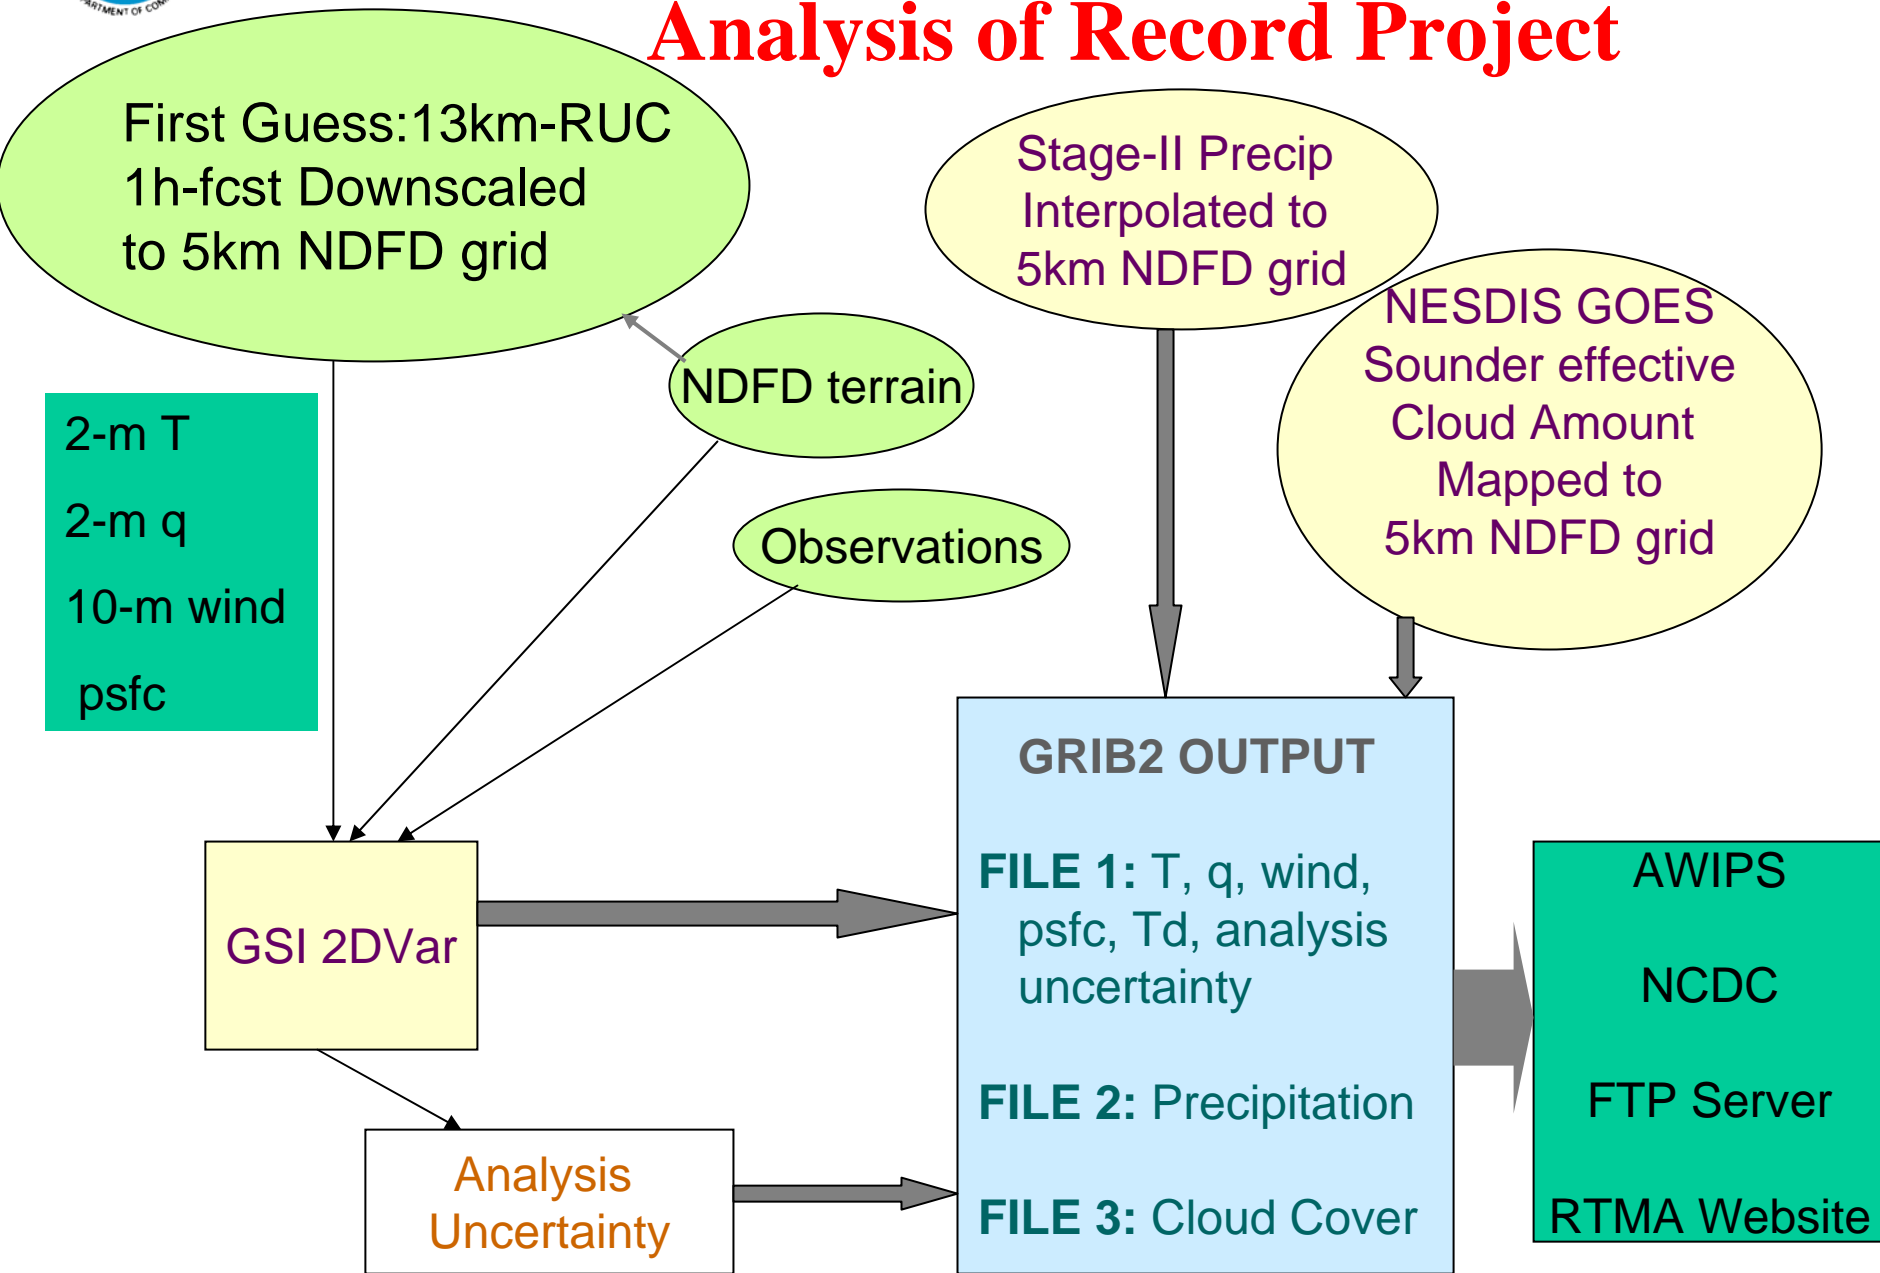 ARTMENT OF COM
Analysis of Record Project
First Guess:13km-RUC
1h-fcst Downscaled
to 5km NDFD grid
Stage-II Precip
Interpolated to
5km NDFD grid
NESDIS GOES
Sounder effective
Cloud Amount
Mapped to
5km NDFD grid
NDFD terrain
2-m T
2-m q
10-m wind
psfc
Observations
GSI 2DVar
GRIB2 OUTPUT
FILE 1: T, q, wind,
psfc, Td, analysis
uncertainty
FILE 2: Precipitation
FILE 3: Cloud Cover
Analysis
Uncertainty
AWIPS
NCDC
FTP Server
RTMA Website